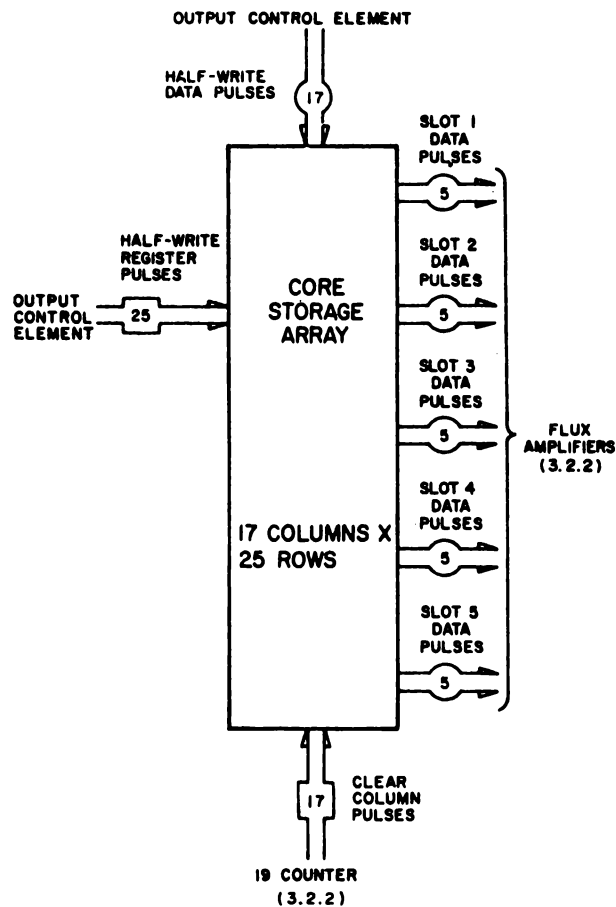 OUTPUT CONTROL ELEMENT
HALF-WRITE
DATA PULSES
17
SLOT 1
DATA
PULSES
5
HALF-WRITE
REGISTER
PULSES
OUTPUT
CONTROL
ELEMENT
25
CORE
STORAGE
ARRAY
SLOT 2
DATA
PULSES
5
SLOT 3
DATA
PULSES
5
FLUX
AMPLIFIERS
(3.2.2)
17 COLUMNS X
25 ROWS
SLOT 4
DATA
PULSES
5
SLOT 5
DATA
PULSES
5
17
CLEAR
COLUMN
PULSES
19 COUNTER
(3.2.2)